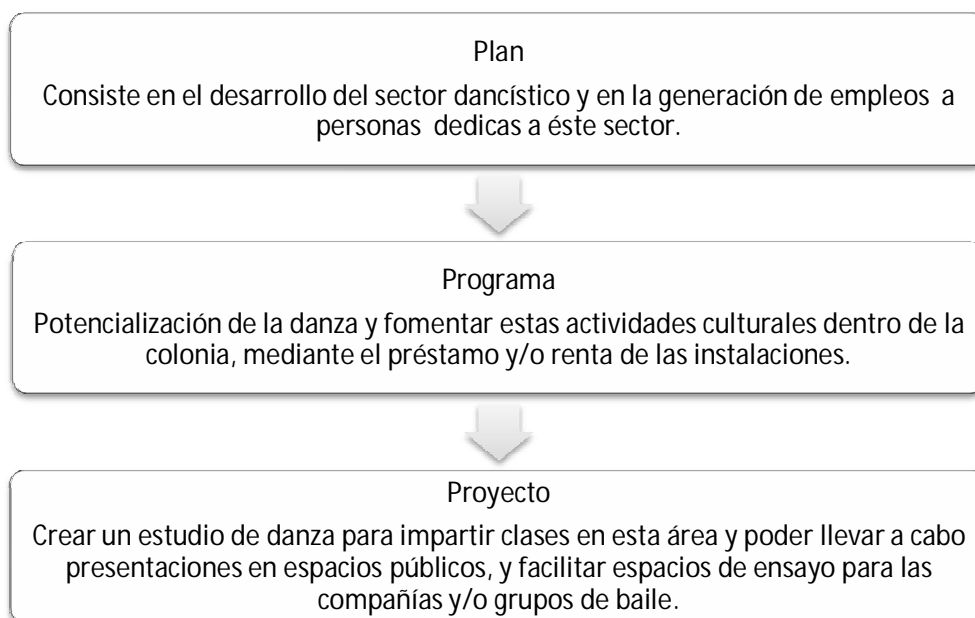 Plan
Consiste en el desarrollo del sector dancístico y en la generación de empleos a
personas dedicas a éste sector.
Programa
Potencialización de la danza y fomentar estas actividades culturales dentro de la
colonia, mediante el préstamo y/o renta de las instalaciones.
Proyecto
Crear un estudio de danza para impartir clases en esta área y poder llevar a cabo
presentaciones en espacios públicos, y facilitar espacios de ensayo para las
compañías y/o grupos de baile.